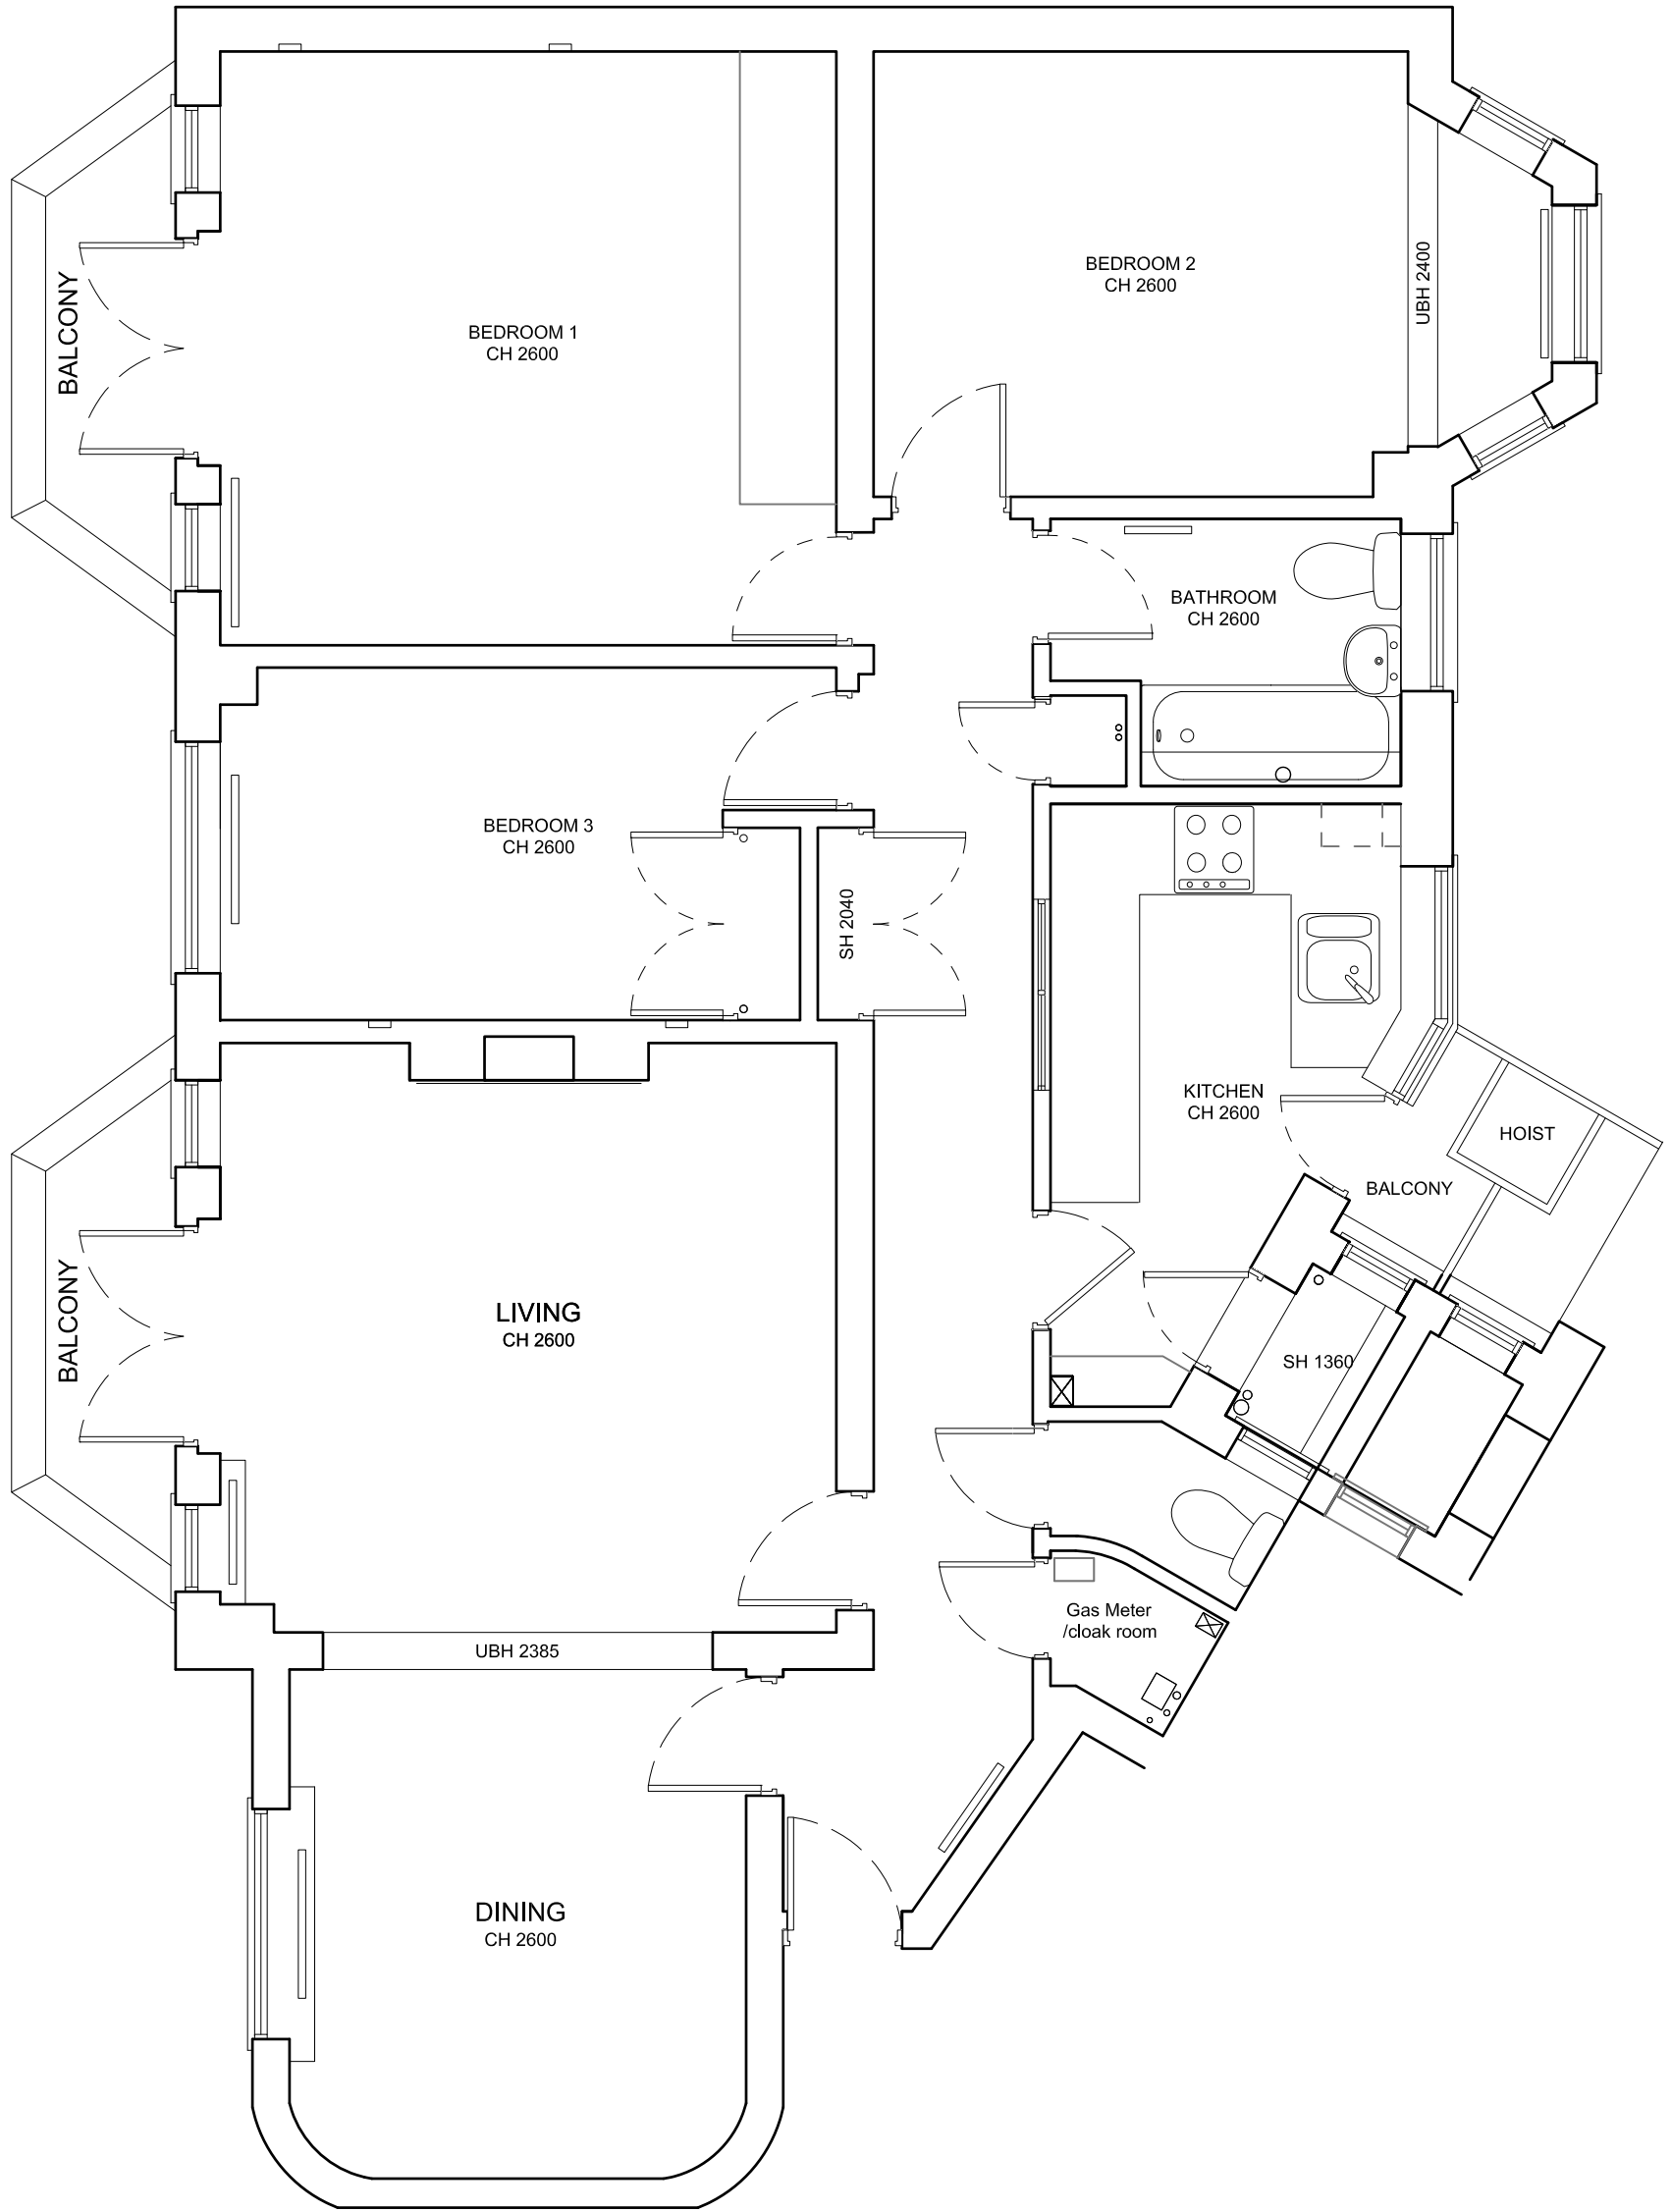 BEDROOM 2
CH 2600
UBH 2400
BALCONY
BEDROOM 1
CH 2600
BATHROOM
CH 2600
BEDROOM 3
CH 2600
SH 2040
KITCHEN
CH 2600
HOIST
BALCONY
BALCONY
LIVING
CH 2600
SH 1360
Gas Meter
/cloak room
UBH 2385
DINING
CH 2600